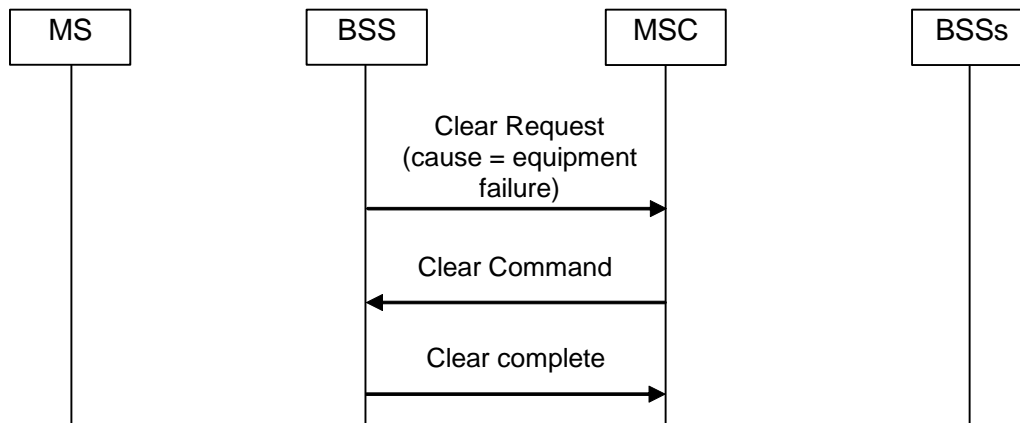 MS
BSS
MSC
BSSs
Clear Request
(cause = equipment
failure)
Clear Command
Clear complete